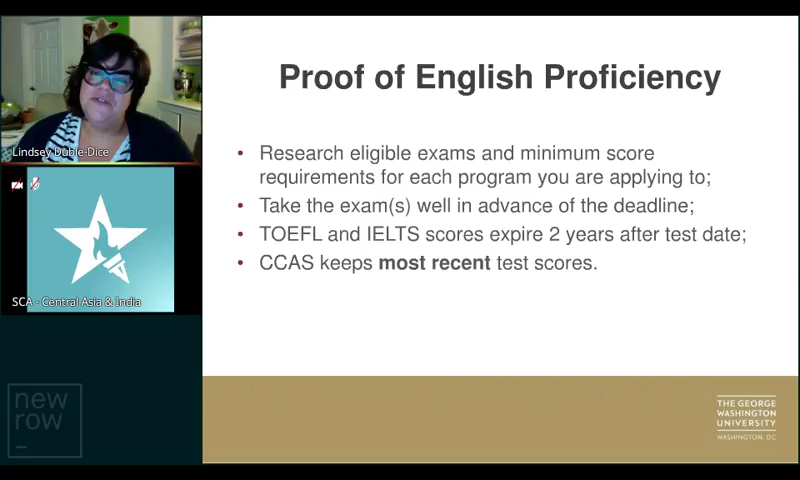 Lindsey Duble-Dice
SCA - Central Asia & India
new
row
Proof of English Proficiency
• Research eligible exams and minimum score
requirements for each program you are applying to;
• Take the exam(s) well in advance of the deadline;
• TOEFL and IELTS scores expire 2 years after test date;
• CCAS keeps most recent test scores.
THE GEORGE
WASHINGTON
UNIVERSITY
WASHINGTON, DC